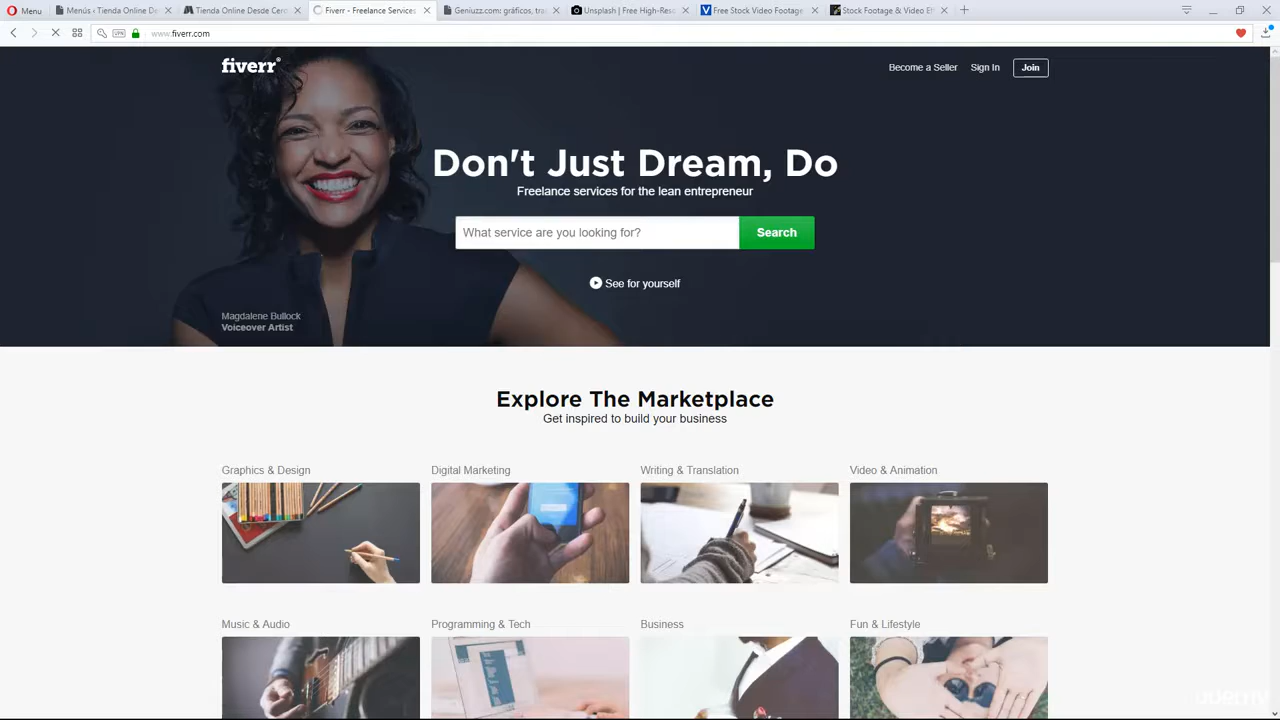 Menu
Menús ‹ Tienda Online De
Tienda Online Desde Cero
Fiverr - Freelance Services
Geniuzz.com: gráficos, tra
Unsplash | Free High-Reso
Free Stock Video Footage
Stock Footage & Video Ef
VPN
www.fiverr.com
fiverr®
Become a Seller
Sign In
Join
Don't Just Dream, Do
Freelance services for the lean entrepreneur
What service are you looking for?
Search
See for yourself
Magdalene Bullock
Voiceover Artist
Explore The Marketplace
Get inspired to build your business
Graphics & Design
Digital Marketing
Writing & Translation
Video & Animation
Music & Audio
Programming & Tech
Business
Fun & Lifestyle